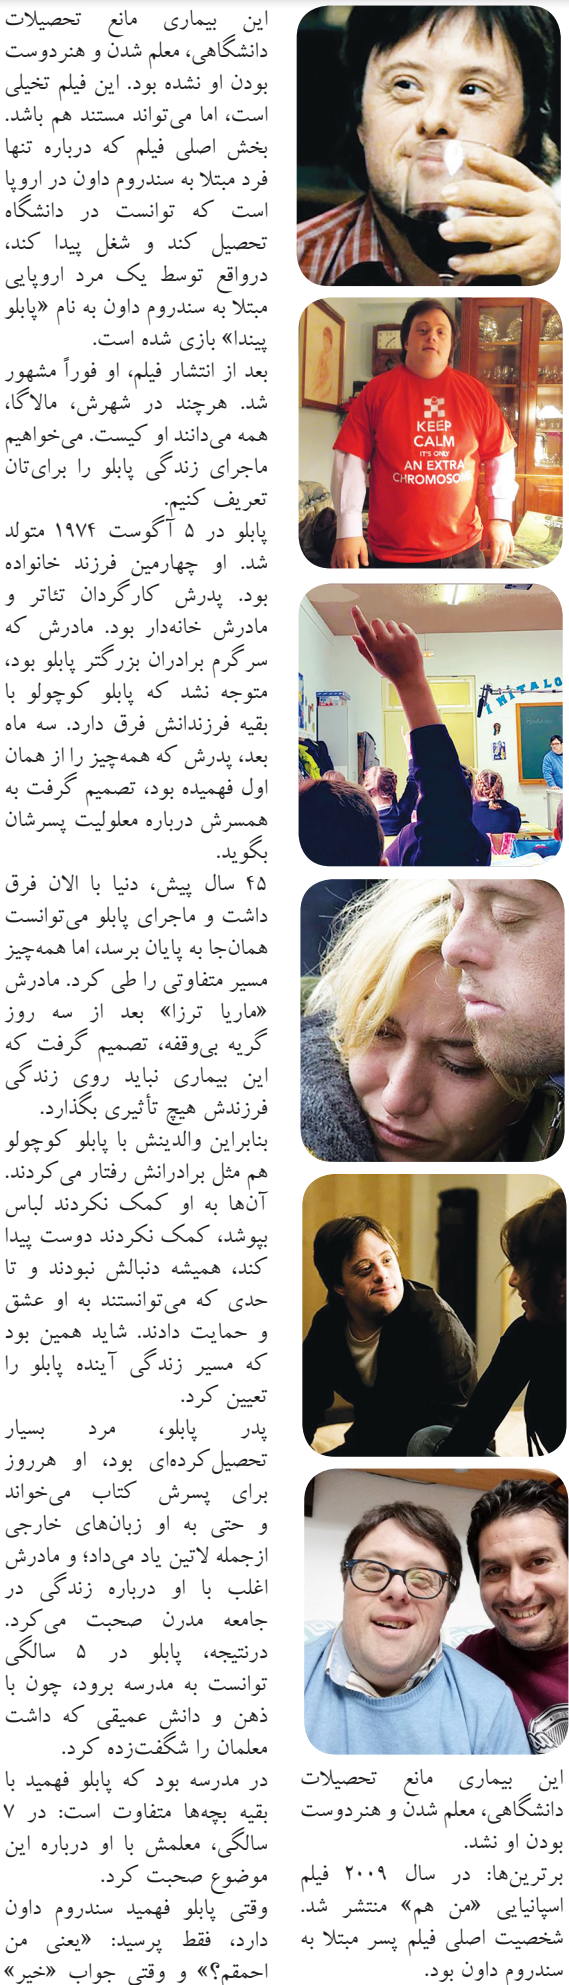 KEEP
CALM
IT'S ONLY
AN EXTRA
CHROMOSOME
این بیماری مانع تحصیلات
دانشگاهی، معلم شدن و هنردوست
بودن او نشد.
برترین‌ها: در سال ۲۰۰۹ فیلم
اسپانیایی «من هم» منتشر شد.
شخصیت اصلی فیلم پسر مبتلا به
سندروم داون بود.
این بیماری مانع تحصیلات
دانشگاهی، معلم شدن و هنردوست
بودن او نشده بود. این فیلم تخیلی
است، اما می‌تواند مستند هم باشد.
بخش اصلی فیلم که درباره تنها
فرد مبتلا به سندروم داون در اروپا
است که توانست در دانشگاه
تحصیل کند و شغل پیدا کند،
درواقع توسط یک مرد اروپایی
مبتلا به سندروم داون به نام «پابلو
پیندا» بازی شده است.
بعد از انتشار فیلم، او فوراً مشهور
شد. هرچند در شهرش، مالاگا،
همه می‌دانند او کیست. می‌خواهیم
ماجرای زندگی پابلو را برای‌تان
تعریف کنیم.
پابلو در ۵ آگوست ۱۹۷۴ متولد
شد. او چهارمین فرزند خانواده
بود. پدرش کارگردان تئاتر و
مادرش خانه‌دار بود. مادرش که
سرگرم برادران بزرگتر پابلو بود،
متوجه نشد که پابلو کوچولو با
بقیه فرزندانش فرق دارد. سه ماه
بعد، پدرش که همه‌چیز را از همان
اول فهمیده بود، تصمیم گرفت به
همسرش درباره معلولیت پسرشان
بگوید.
۴۵ سال پیش، دنیا با الان فرق
داشت و ماجرای پابلو می‌توانست
همان‌جا به پایان برسد، اما همه‌چیز
مسیر متفاوتی را طی کرد. مادرش
«ماریا ترزا» بعد از سه روز
گریه بی‌وقفه، تصمیم گرفت که
این بیماری نباید روی زندگی
فرزندش هیچ تأثیری بگذارد.
بنابراین والدینش با پابلو کوچولو
هم مثل برادرانش رفتار می‌کردند.
آن‌ها به او کمک نکردند لباس
بپوشد، کمک نکردند دوست پیدا
کند، همیشه دنبالش نبودند و تا
حدی که می‌توانستند به او عشق
و حمایت دادند. شاید همین بود
که مسیر زندگی آینده پابلو را
تعیین کرد.
پدر پابلو، مرد بسیار
تحصیل‌کرده‌ای بود، او هرروز
برای پسرش کتاب می‌خواند
و حتی به او زبان‌های خارجی
ازجمله لاتین یاد می‌داد؛ و مادرش
اغلب با او درباره زندگی در
جامعه مدرن صحبت می‌کرد.
درنتیجه، پابلو در ۵ سالگی
توانست به مدرسه برود، چون با
ذهن و دانش عمیقی که داشت
معلمان را شگفت‌زده کرد.
در مدرسه بود که پابلو فهمید با
بقیه بچه‌ها متفاوت است: در ۷
سالگی، معلمش با او درباره این
موضوع صحبت کرد.
وقتی پابلو فهمید سندروم داون
دارد، فقط پرسید: «یعنی من
احمقم؟» و وقتی جواب «خیر»